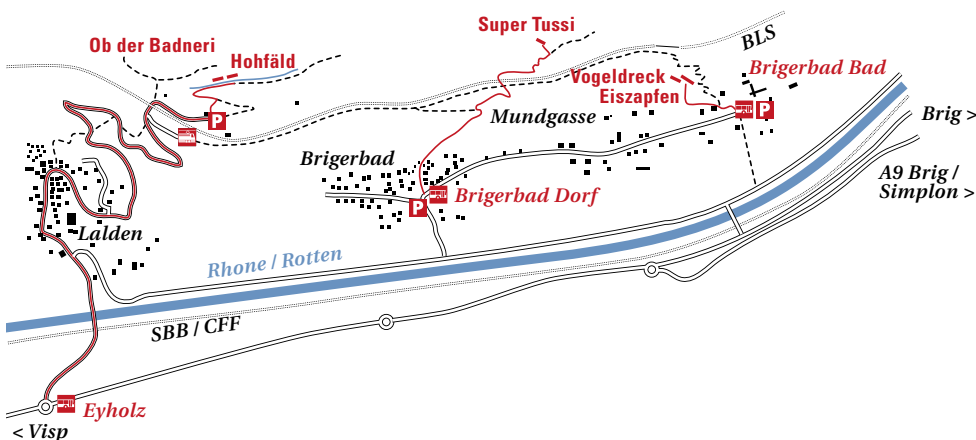 Super Tussi
Ob der Badneri
BLS
Hohfäld
Vogeldreck
Brigerbad Bad
Eiszapfen
Mundgasse
P
P
Brig >
Brigerbad
A9 Brig /
Simplon >
Brigerbad Dorf
P
Lalden
Rhone / Rotten
SBB / CFF
Eyholz
< Visp